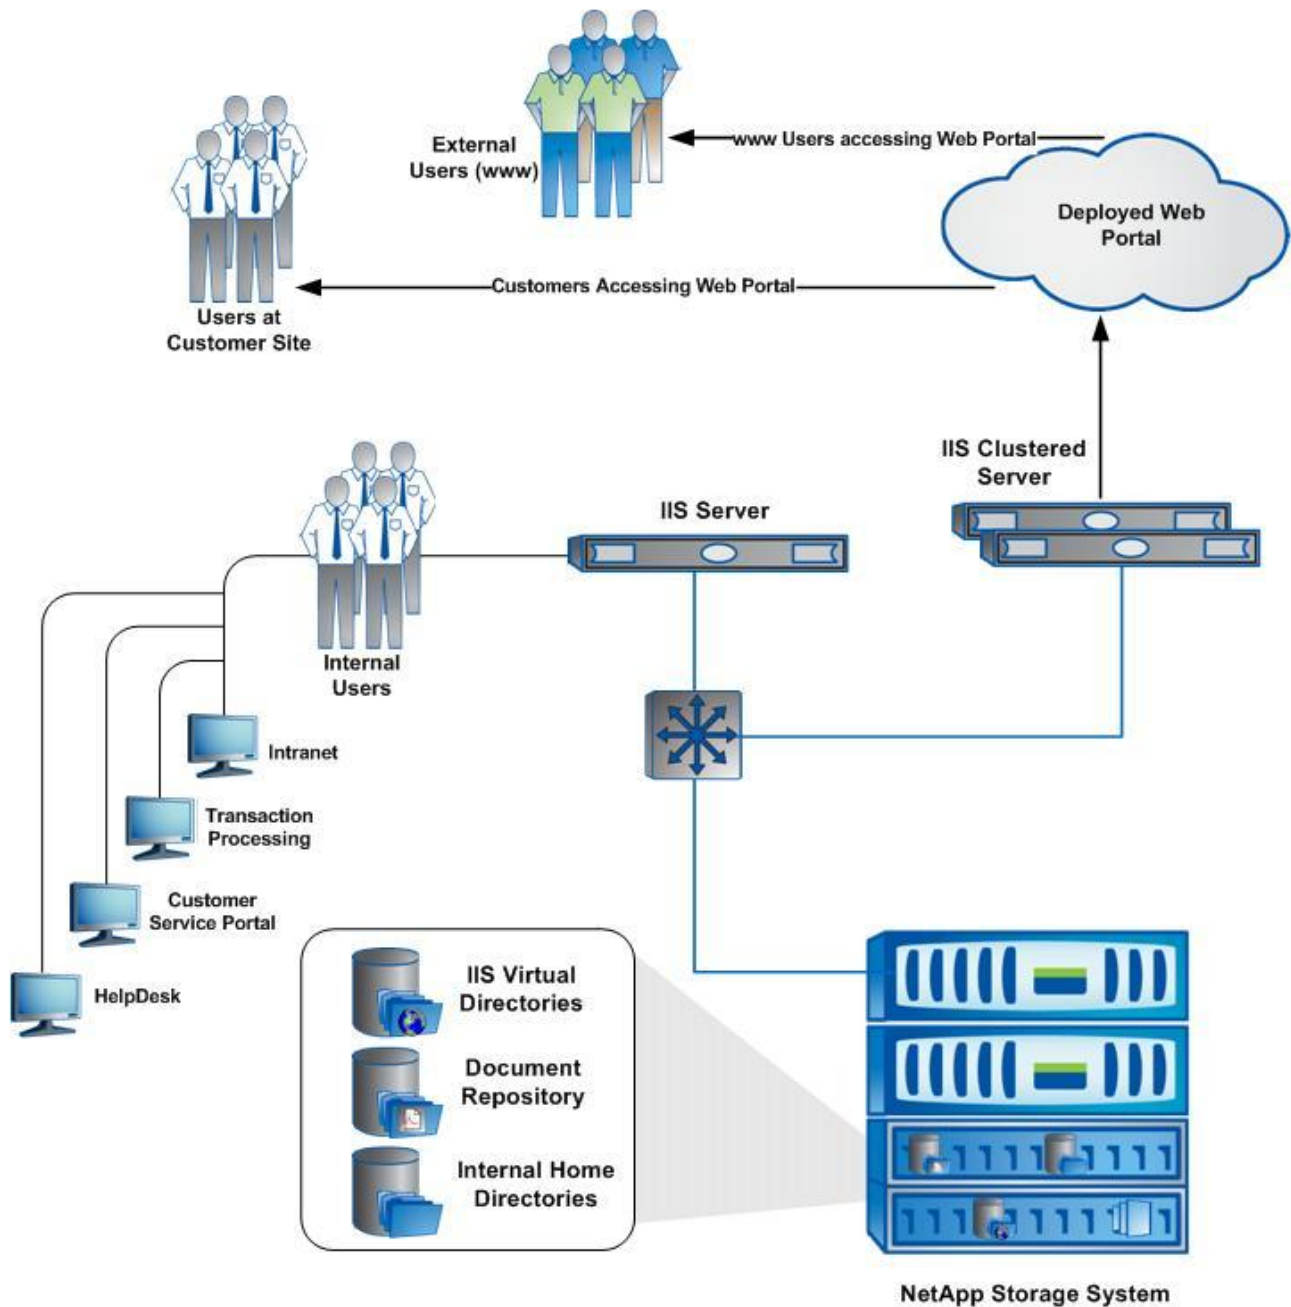 External
Users (www)
www Users accessing Web Portal
Deployed Web
Portal
Customers Accessing Web Portal
Users at
Customer Site
IIS Clustered
Server
IIS Server
Internal
Users
Intranet
Transaction
Processing
Customer
Service Portal
HelpDesk
IIS Virtual
Directories
Document
Repository
Internal Home
Directories
NetApp Storage System